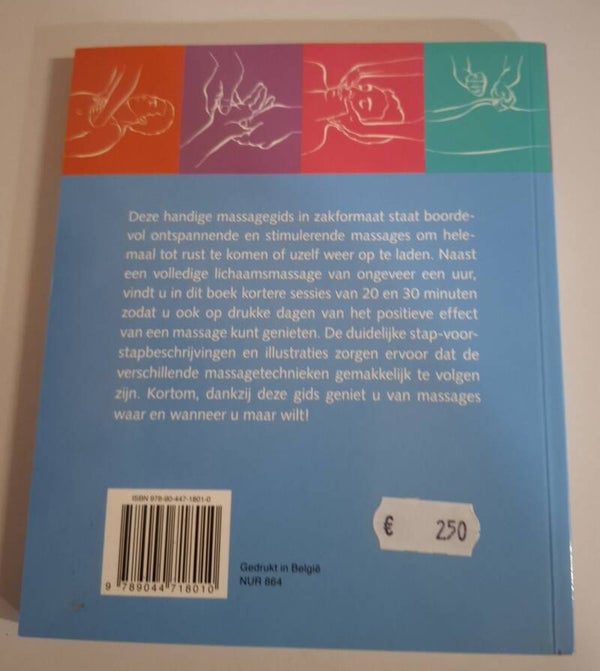 Deze handige massagegids in zakformaat staat boorde-
vol ontspannende en stimulerende massages om hele-
maal tot rust te komen of uzelf weer op te laden. Naast
een volledige lichaamsmassage van ongeveer een uur,
vindt u in dit boek kortere sessies van 20 en 30 minuten
zodat u ook op drukke dagen van het positieve effect
van een massage kunt genieten. De duidelijke stap-voor-
stapbeschrijvingen en illustraties zorgen ervoor dat de
verschillende massagetechnieken gemakkelijk te volgen
zijn. Kortom, dankzij deze gids geniet u van massages
waar en wanneer u maar wilt!
ISBN 978-90-447-1801-0
9 789044 718010
Gedrukt in België
NUR 864
€ 250